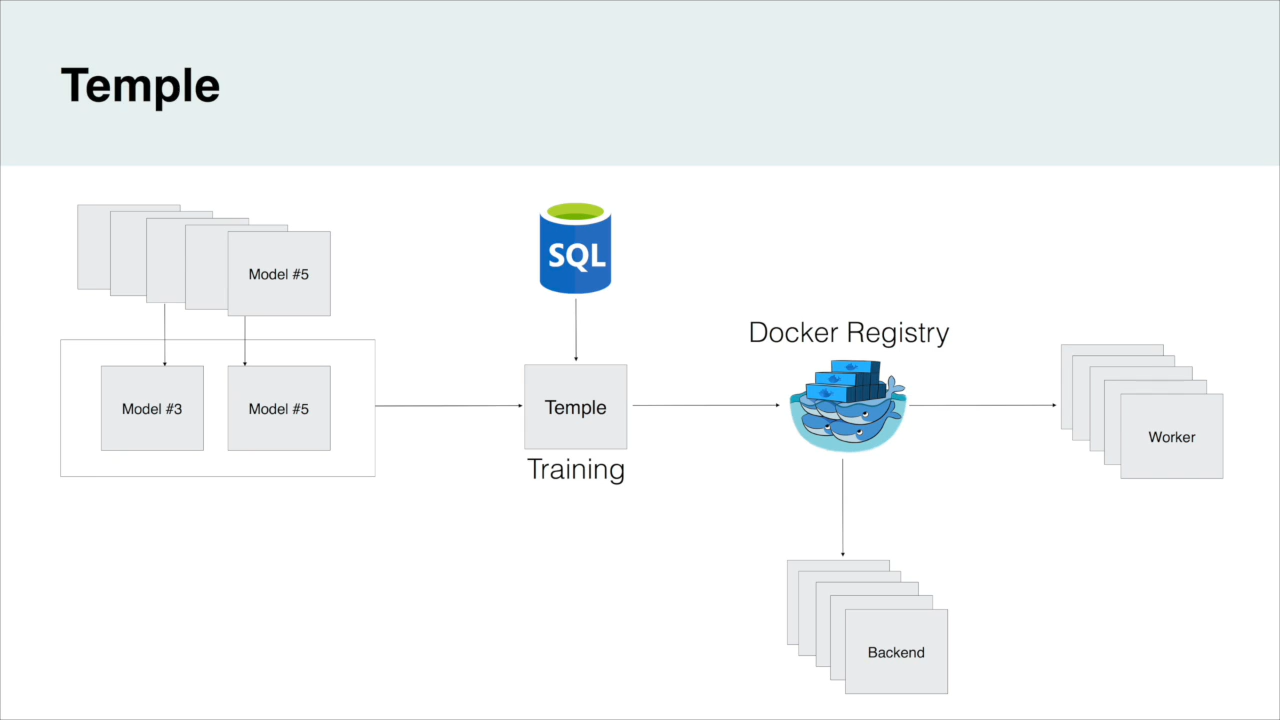 Temple
Model #5
SQL
Docker Registry
Model #3
Model #5
Temple
Worker
Training
Backend